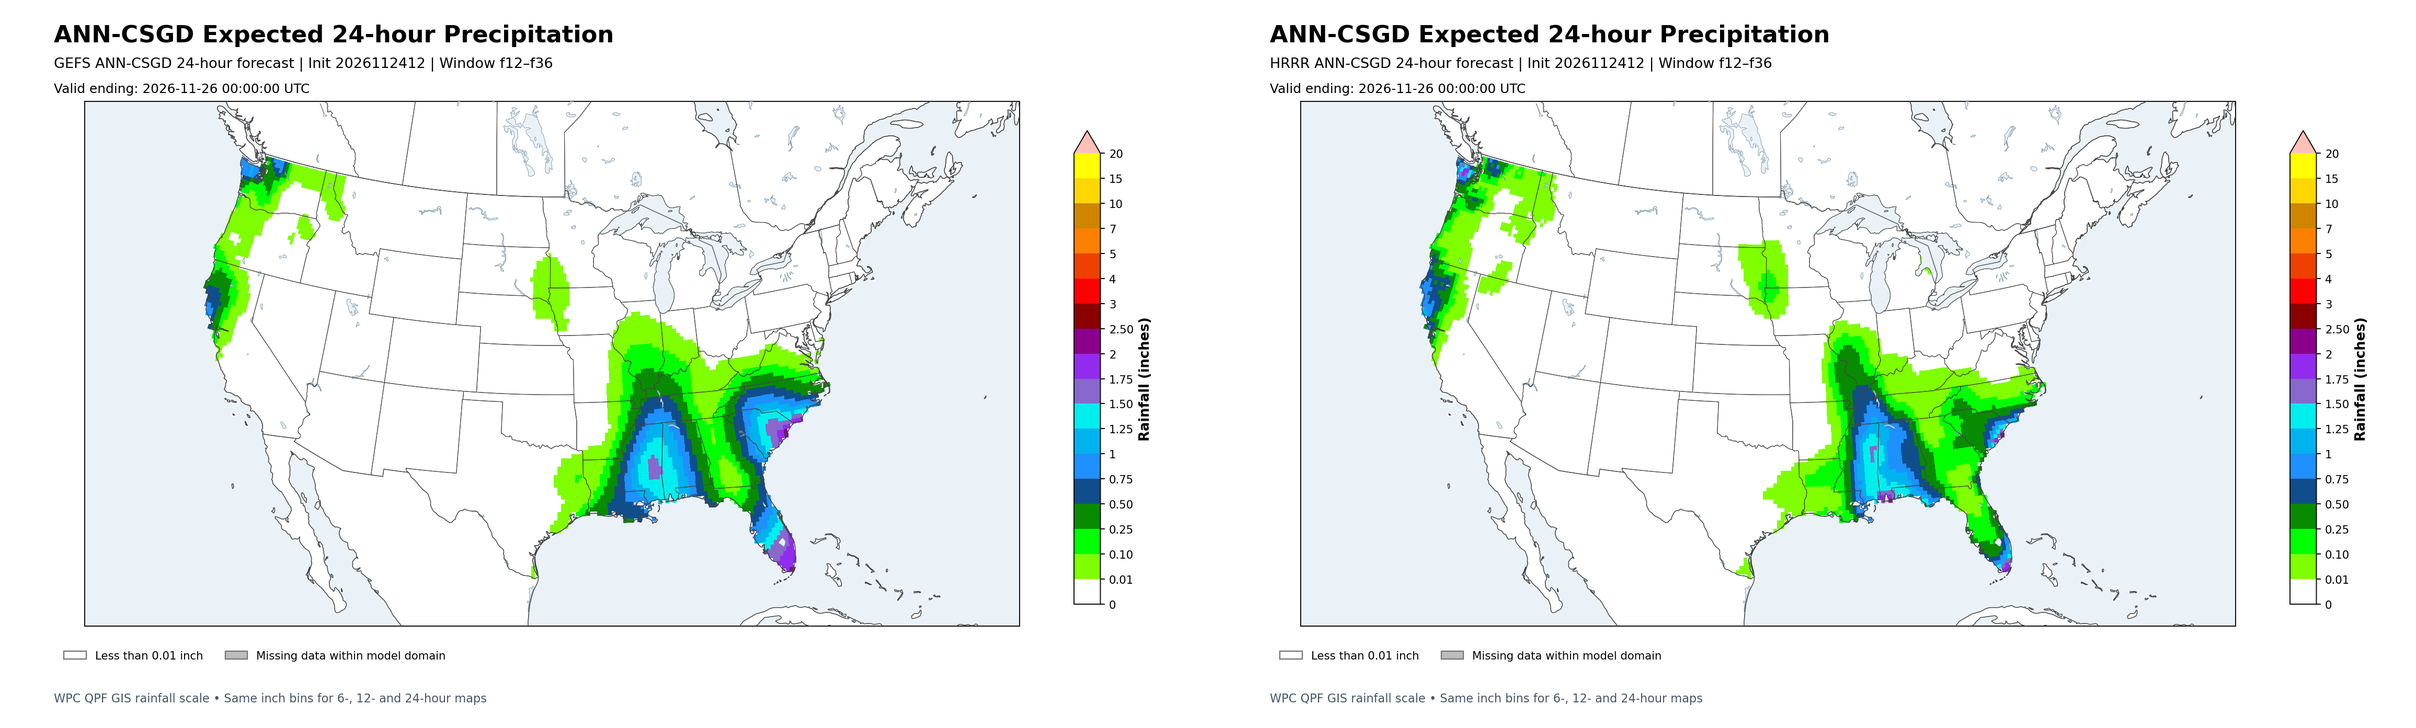 ANN-CSGD Expected 24-hour Precipitation
GEFS ANN-CSGD 24-hour forecast | Init 2026112412 | Window f12–f36
Valid ending: 2026-11-26 00:00:00 UTC
20
15
10
7
5
4
3
2.50
2
1.75
1.50
1.25
1
0.75
0.50
0.25
0.10
0.01
0
Rainfall (inches)
Less than 0.01 inch
Missing data within model domain
WPC QPF GIS rainfall scale • Same inch bins for 6-, 12- and 24-hour maps
ANN-CSGD Expected 24-hour Precipitation
HRRR ANN-CSGD 24-hour forecast | Init 2026112412 | Window f12–f36
Valid ending: 2026-11-26 00:00:00 UTC
20
15
10
7
5
4
3
2.50
2
1.75
1.50
1.25
1
0.75
0.50
0.25
0.10
0.01
0
Rainfall (inches)
Less than 0.01 inch
Missing data within model domain
WPC QPF GIS rainfall scale • Same inch bins for 6-, 12- and 24-hour maps